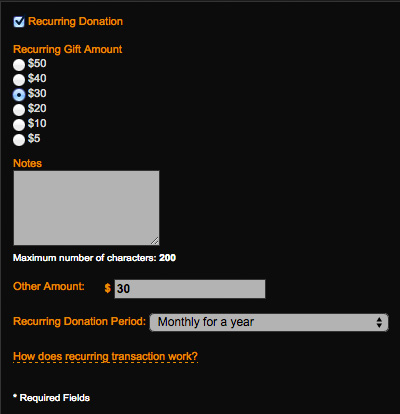 Recurring Donation
Recurring Gift Amount
$50
$40
$30
$20
$10
$5
Notes
Maximum number of characters: 200
Other Amount: $ 30
Recurring Donation Period: Monthly for a year
How does recurring transaction work?
* Required Fields